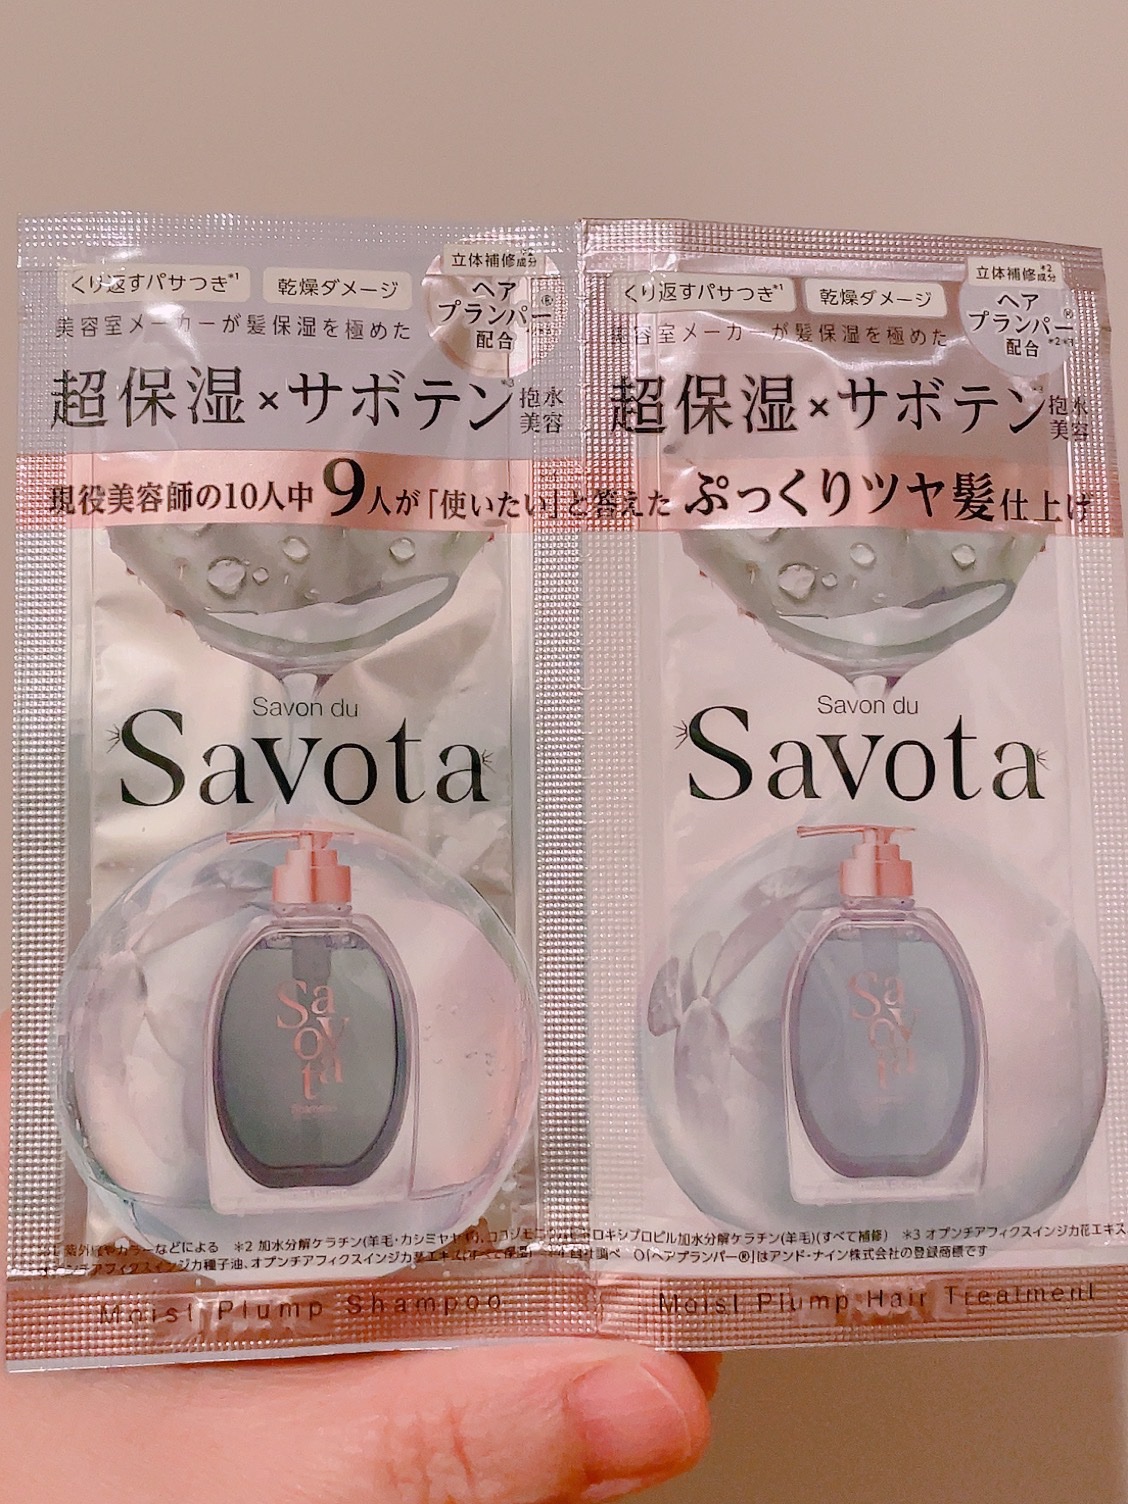 くり返すパサつき*1 乾燥ダメージ
立体補修成分*2
ヘア
プランパー®
配合
美容室メーカーが髪保湿を極めた
超保湿×サボテン*3 抱水美容
くり返すパサつき*1 乾燥ダメージ
立体補修成分*2
ヘア
プランパー®
配合
美容室メーカーが髪保湿を極めた
超保湿×サボテン*3 抱水美容
現役美容師の10人中9人が「使いたい」と答えた ぷっくりツヤ髪仕上げ
Savon du
Savota
Savon du
Savota
Savota
Savota
紫外線やカラーなどによる *2 加水分解ケラチン(羊毛・カシミヤヤギ)、ロキシプロピル加水分解ケラチン(羊毛)(すべて補修) *3 オプンチアフィクスインジカ花エキス
ンチアフィクスインジカ種子油、オプンチアフィクスインジカ茎エキス(すべて保湿) 自社調べ ○「ヘアプランパー®」はアンド・ナイン株式会社の登録商標です
Moist Plump Shampoo
Moist Plump Hair Treatment